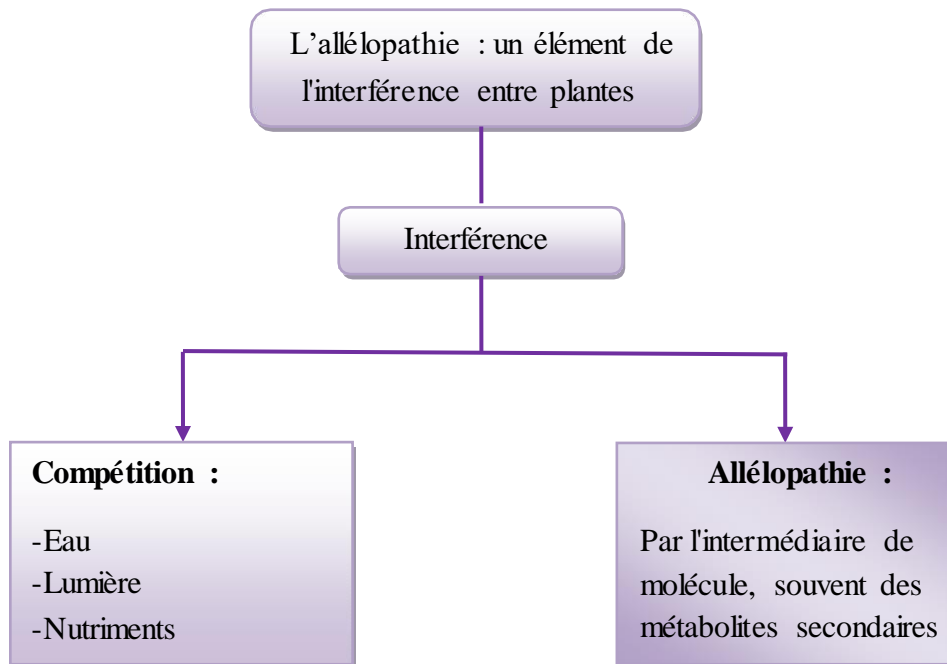 L’allélopathie : un élément de
l'interférence entre plantes
Interférence
Compétition :
-Eau
-Lumière
-Nutriments
Allélopathie :
Par l'intermédiaire de
molécule, souvent des
métabolites secondaires